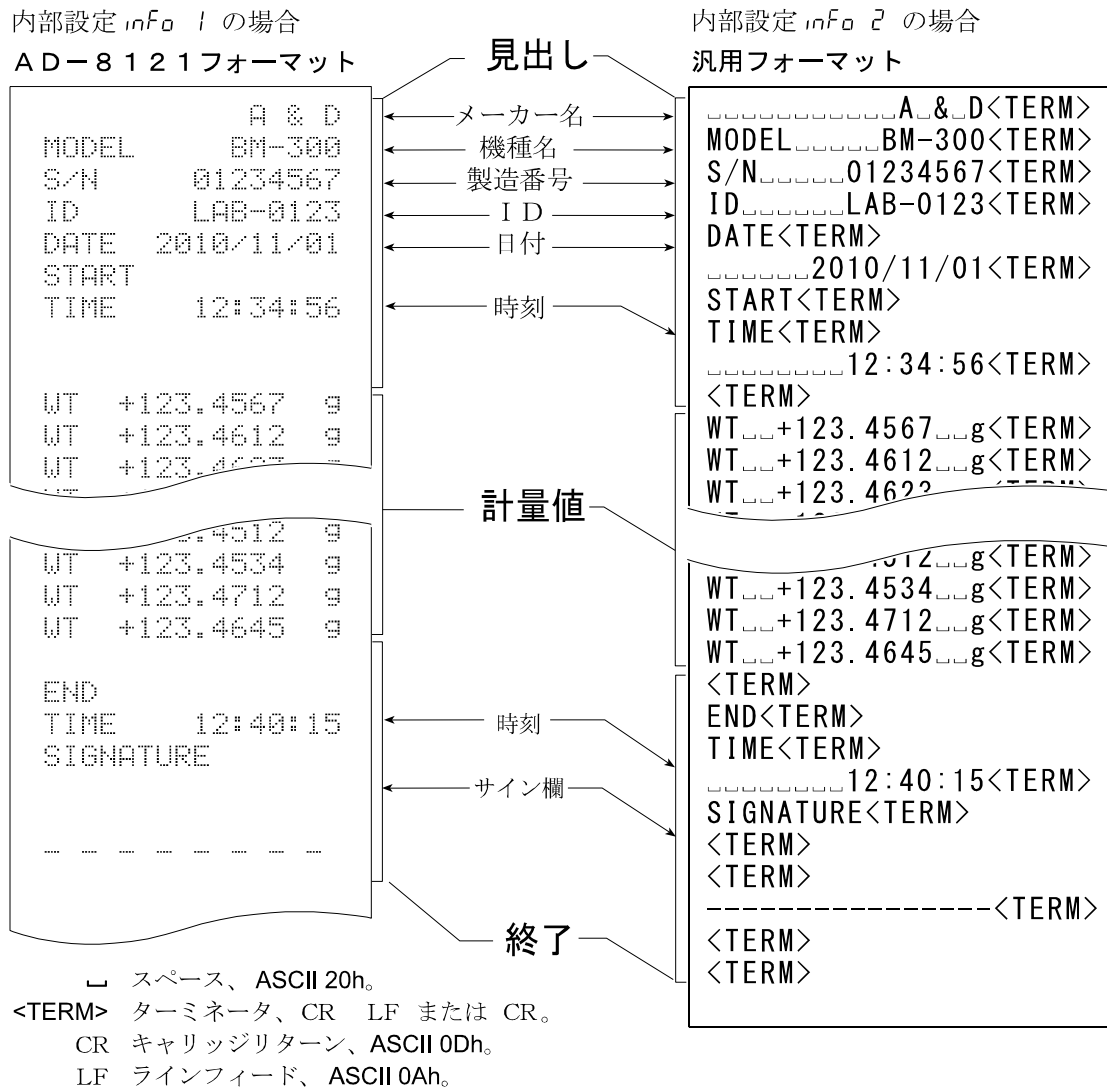 内部設定 inFo 1 の場合
AD-8121フォーマット
A & D
MODEL BM-300
S/N 01234567
ID LAB-0123
DATE 2010/11/01
START
TIME 12:34:56
WT +123.4567 g
WT +123.4612 g
WT
g
WT +123.4534 g
WT +123.4712 g
WT +123.4645 g
END
TIME 12:40:15
SIGNATURE
- - - - - - - -
見出し
メーカー名
機種名
製造番号
ID
日付
時刻
計量値
時刻
サイン欄
終了
内部設定 inFo 2 の場合
汎用フォーマット
␣␣␣␣␣␣␣␣␣␣␣A␣&␣D<TERM>
MODEL␣␣␣␣␣BM-300<TERM>
S/N␣␣␣␣␣01234567<TERM>
ID␣␣␣␣␣␣LAB-0123<TERM>
DATE<TERM>
␣␣␣␣␣␣2010/11/01<TERM>
START<TERM>
TIME<TERM>
␣␣␣␣␣␣␣␣12:34:56<TERM>
<TERM>
WT␣␣+123.4567␣␣g<TERM>
WT␣␣+123.4612␣␣g<TERM>
WT␣␣+123.4623
␣␣g<TERM>
WT␣␣+123.4534␣␣g<TERM>
WT␣␣+123.4712␣␣g<TERM>
WT␣␣+123.4645␣␣g<TERM>
<TERM>
END<TERM>
TIME<TERM>
␣␣␣␣␣␣␣␣12:40:15<TERM>
SIGNATURE<TERM>
<TERM>
<TERM>
----------------<TERM>
<TERM>
<TERM>
␣ スペース、ASCII 20h。
<TERM> ターミネータ、CR LF または CR。
CR キャリッジリターン、ASCII 0Dh。
LF ラインフィード、ASCII 0Ah。